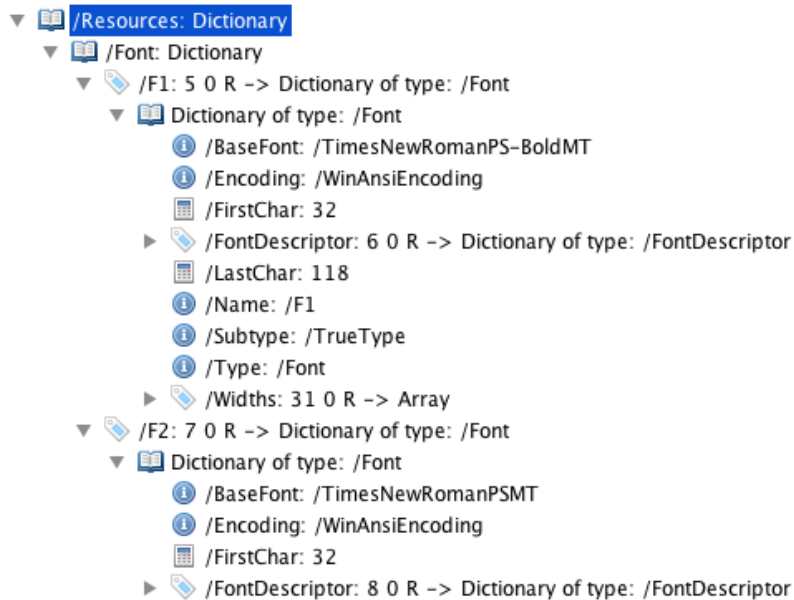 /Resources: Dictionary
/Font: Dictionary
/F1: 5 0 R -> Dictionary of type: /Font
Dictionary of type: /Font
/BaseFont: /TimesNewRomanPS-BoldMT
/Encoding: /WinAnsiEncoding
/FirstChar: 32
/FontDescriptor: 6 0 R -> Dictionary of type: /FontDescriptor
/LastChar: 118
/Name: /F1
/Subtype: /TrueType
/Type: /Font
/Widths: 31 0 R -> Array
/F2: 7 0 R -> Dictionary of type: /Font
Dictionary of type: /Font
/BaseFont: /TimesNewRomanPSMT
/Encoding: /WinAnsiEncoding
/FirstChar: 32
/FontDescriptor: 8 0 R -> Dictionary of type: /FontDescriptor